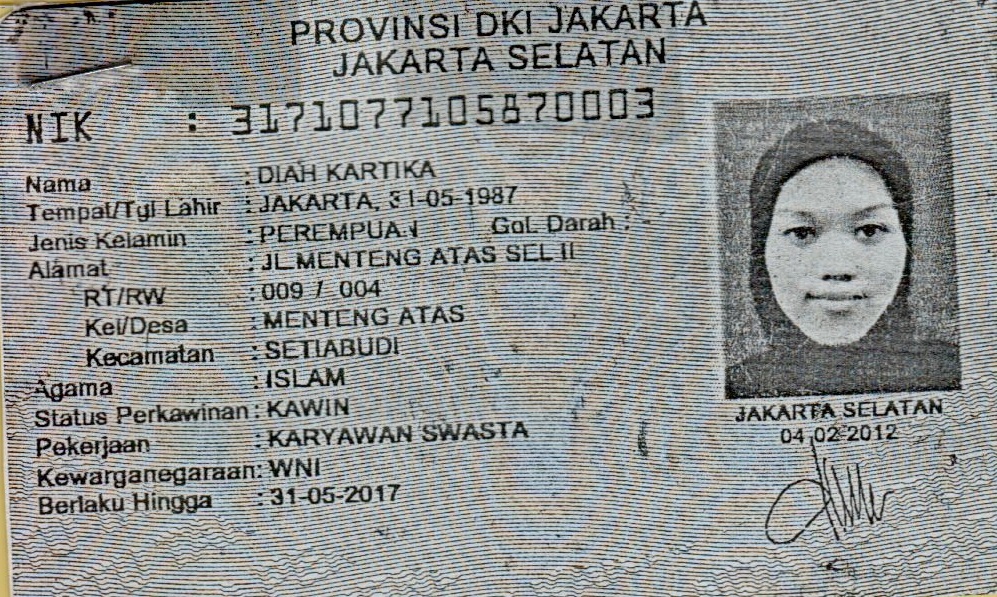 PROVINSI DKI JAKARTA
JAKARTA SELATAN
NIK : 3171077105870003
Nama : DIAH KARTIKA
Tempat/Tgl Lahir : JAKARTA, 31-05-1987
Jenis Kelamin : PEREMPUAN Gol. Darah :
Alamat : JL.MENTENG ATAS SEL II
RT/RW : 009 / 004
Kel/Desa : MENTENG ATAS
Kecamatan : SETIABUDI
Agama : ISLAM
Status Perkawinan : KAWIN
Pekerjaan : KARYAWAN SWASTA
Kewarganegaraan: WNI
Berlaku Hingga : 31-05-2017
JAKARTA SELATAN
04-02-2012